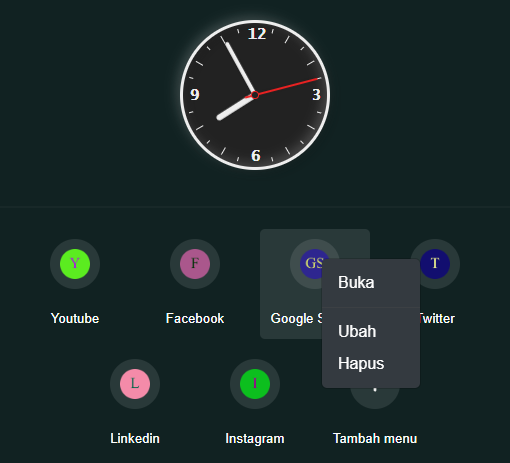 12
9
3
6
Y
F
GS
T
Buka
Youtube
Facebook
Google S
Twitter
Ubah
Hapus
L
I
Linkedin
Instagram
Tambah menu